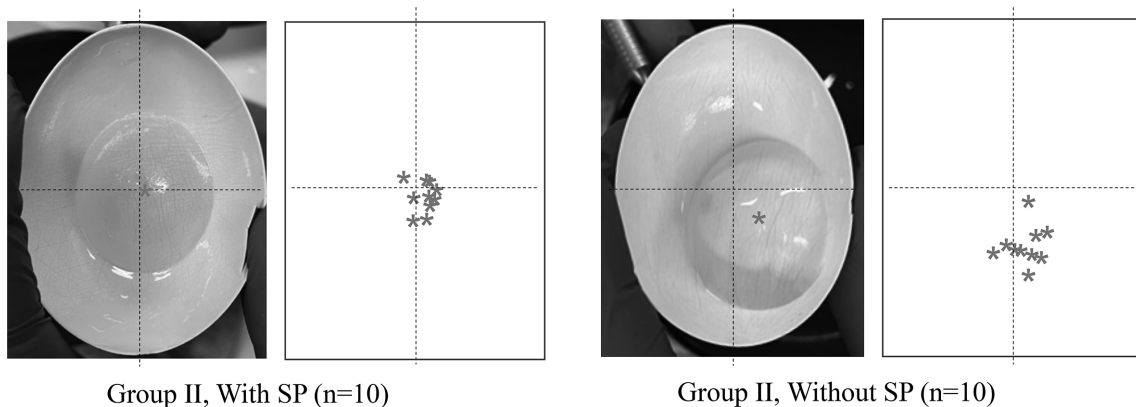 Group II, With SP (n=10)
Group II, Without SP (n=10)